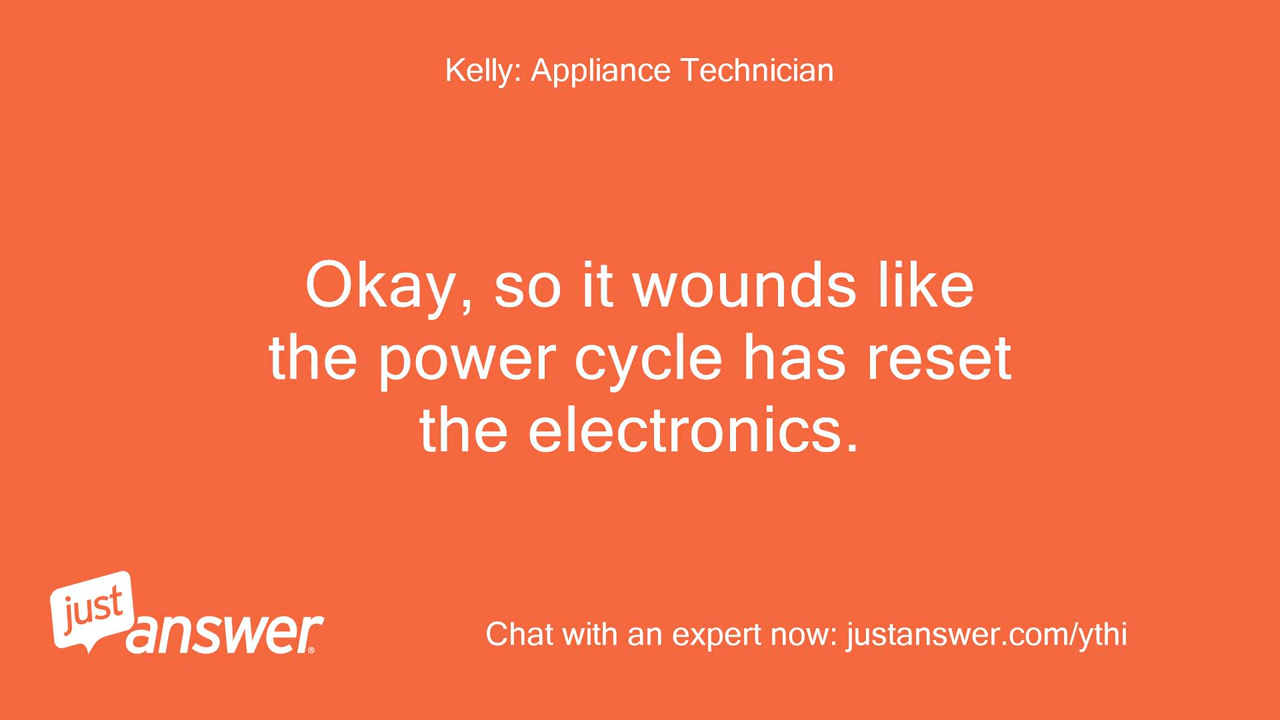 Kelly: Appliance Technician
Okay, so it wounds like
the power cycle has reset
the electronics.
just
answer®
Chat with an expert now: justanswer.com/ythi